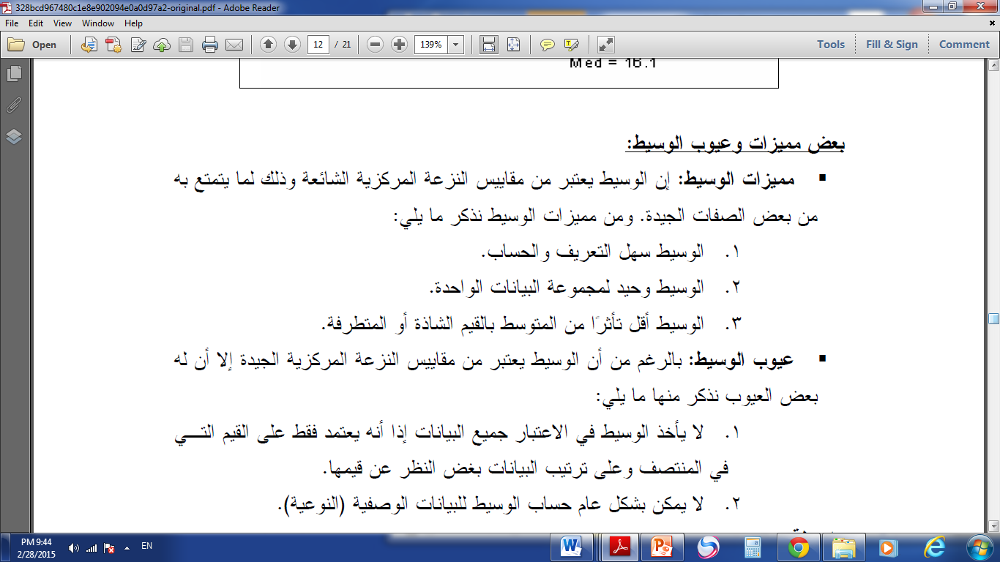 328bcd967480c1e8e902094e0a0d97a2-original.pdf - Adobe Reader
File Edit View Window Help
Open 12 / 21 139% Tools Fill & Sign Comment
Med = 16.1
بعض مميزات وعيوب الوسيط:
▪ مميزات الوسيط: إن الوسيط يعتبر من مقاييس النزعة المركزية الشائعة وذلك لما يتمتع به
من بعض الصفات الجيدة. ومن مميزات الوسيط نذكر ما يلي:
١. الوسيط سهل التعريف والحساب.
٢. الوسيط وحيد لمجموعة البيانات الواحدة.
٣. الوسيط أقل تأثرًا من المتوسط بالقيم الشاذة أو المتطرفة.
▪ عيوب الوسيط: بالرغم من أن الوسيط يعتبر من مقاييس النزعة المركزية الجيدة إلا أن له
بعض العيوب نذكر منها ما يلي:
١. لا يأخذ الوسيط في الاعتبار جميع البيانات إذا أنه يعتمد فقط على القيم التـــي
في المنتصف وعلى ترتيب البيانات بغض النظر عن قيمها.
٢. لا يمكن بشكل عام حساب الوسيط للبيانات الوصفية (النوعية).
PM 9:44
2/28/2015
EN